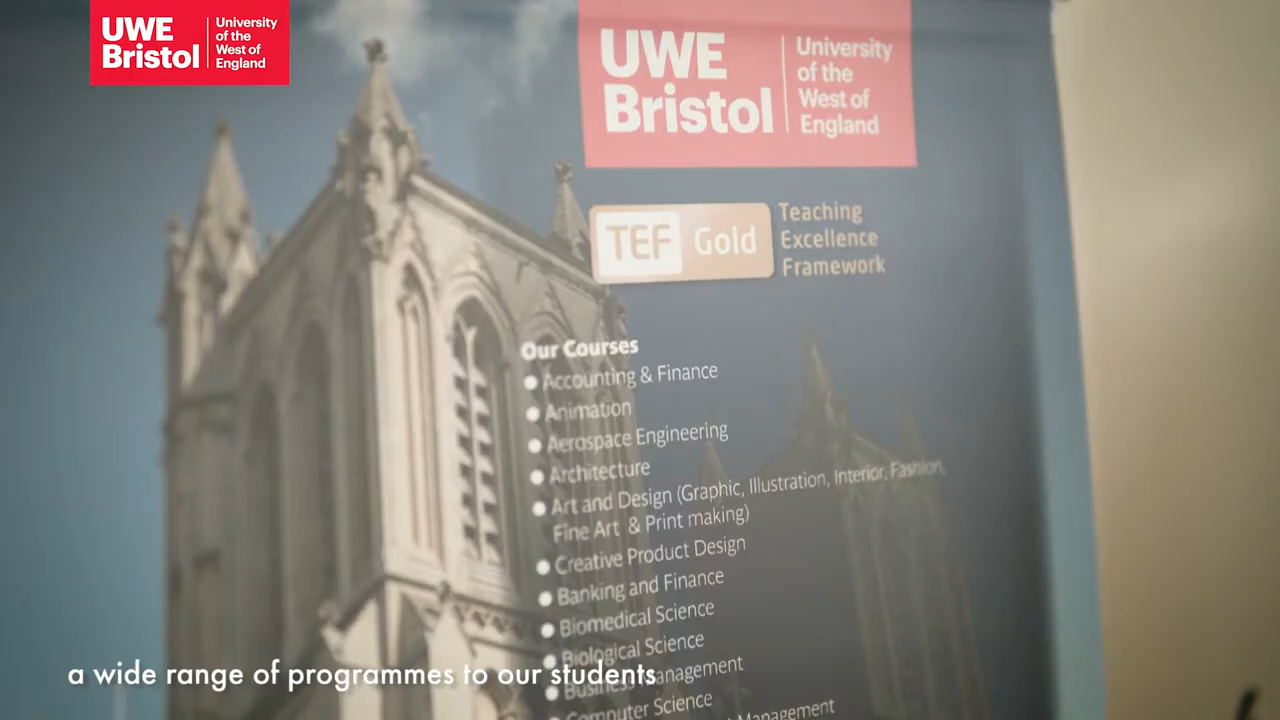 UWE
Bristol
University
of the
West of
England
UWE
Bristol
University
of the
West of
England
TEF Gold
Teaching
Excellence
Framework
Our Courses
● Accounting & Finance
● Animation
● Aerospace Engineering
● Architecture
● Art and Design (Graphic, Illustration, Interior, Fashion,
Fine Art & Print making)
● Creative Product Design
● Banking and Finance
● Biomedical Science
● Biological Science
● Business Management
Computer Science
Management
a wide range of programmes to our students